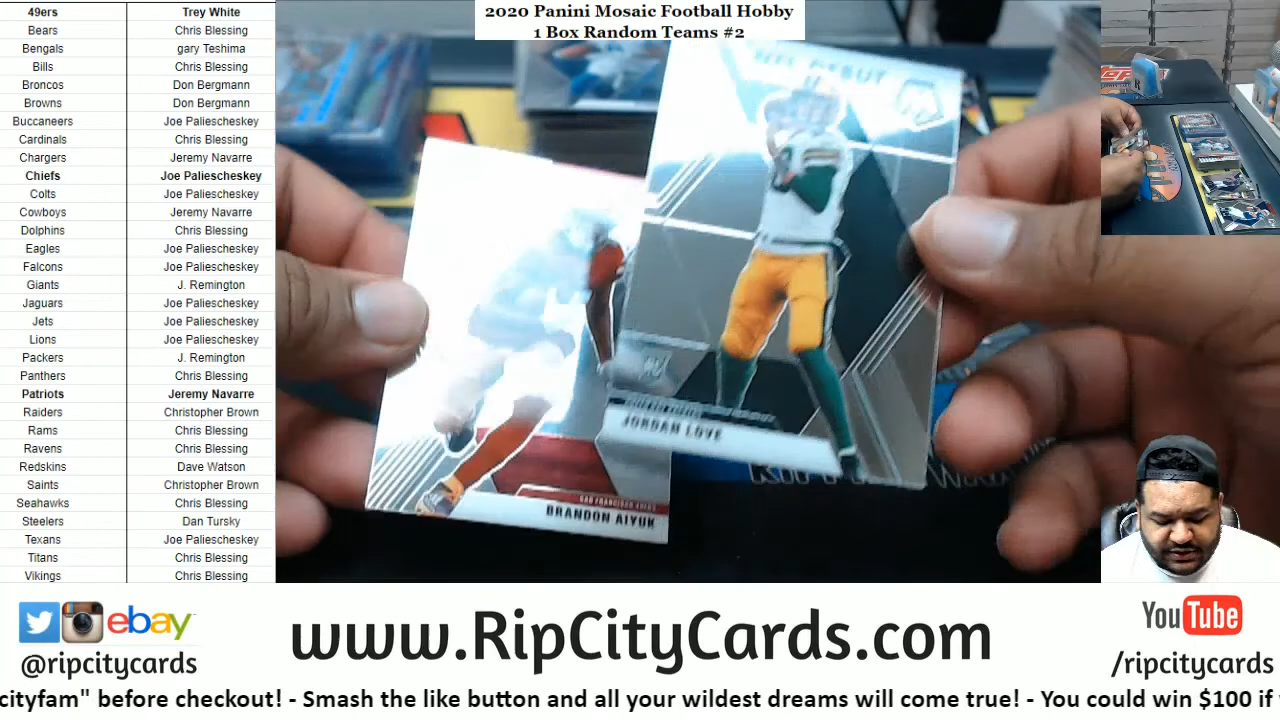 2020 Panini Mosaic Football Hobby
1 Box Random Teams #2
49ers Trey White
Bears Chris Blessing
Bengals gary Teshima
Bills Chris Blessing
Broncos Don Bergmann
Browns Don Bergmann
Buccaneers Joe Paliescheskey
Cardinals Chris Blessing
Chargers Jeremy Navarre
Chiefs Joe Paliescheskey
Colts Joe Paliescheskey
Cowboys Jeremy Navarre
Dolphins Chris Blessing
Eagles Joe Paliescheskey
Falcons Joe Paliescheskey
Giants J. Remington
Jaguars Joe Paliescheskey
Jets Joe Paliescheskey
Lions Joe Paliescheskey
Packers J. Remington
Panthers Chris Blessing
Patriots Jeremy Navarre
Raiders Christopher Brown
Rams Chris Blessing
Ravens Chris Blessing
Redskins Dave Watson
Saints Christopher Brown
Seahawks Chris Blessing
Steelers Dan Tursky
Texans Joe Paliescheskey
Titans Chris Blessing
Vikings Chris Blessing
NFL DEBUT
JORDAN LOVE
SAN FRANCISCO 49ERS
BRANDON AIYUK
ebay
@ripcitycards
www.RipCityCards.com
YouTube
/ripcitycards
cityfam" before checkout! - Smash the like button and all your wildest dreams will come true! - You could win $100 if